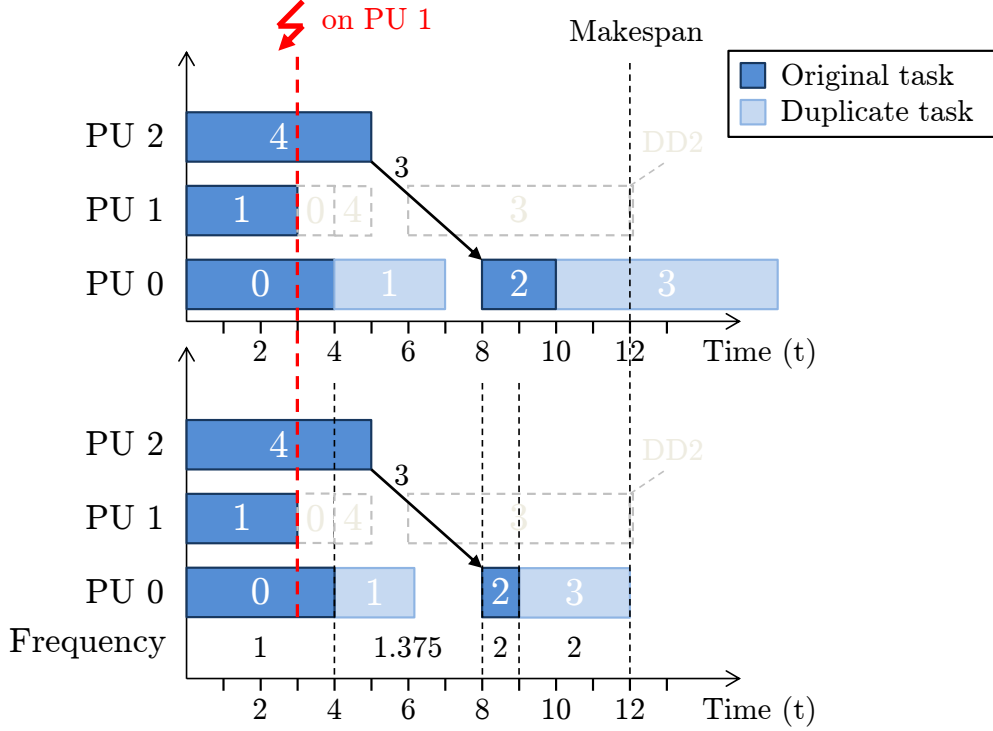 on PU 1
Makespan
Original task
Duplicate task
PU 2
4
3
DD2
PU 1
1
0
4
3
PU 0
0
1
2
3
2
4
6
8
10
12
Time (t)
PU 2
4
3
DD2
PU 1
1
0
4
3
PU 0
0
1
2
3
Frequency
1
1.375
2
2
2
4
6
8
10
12
Time (t)